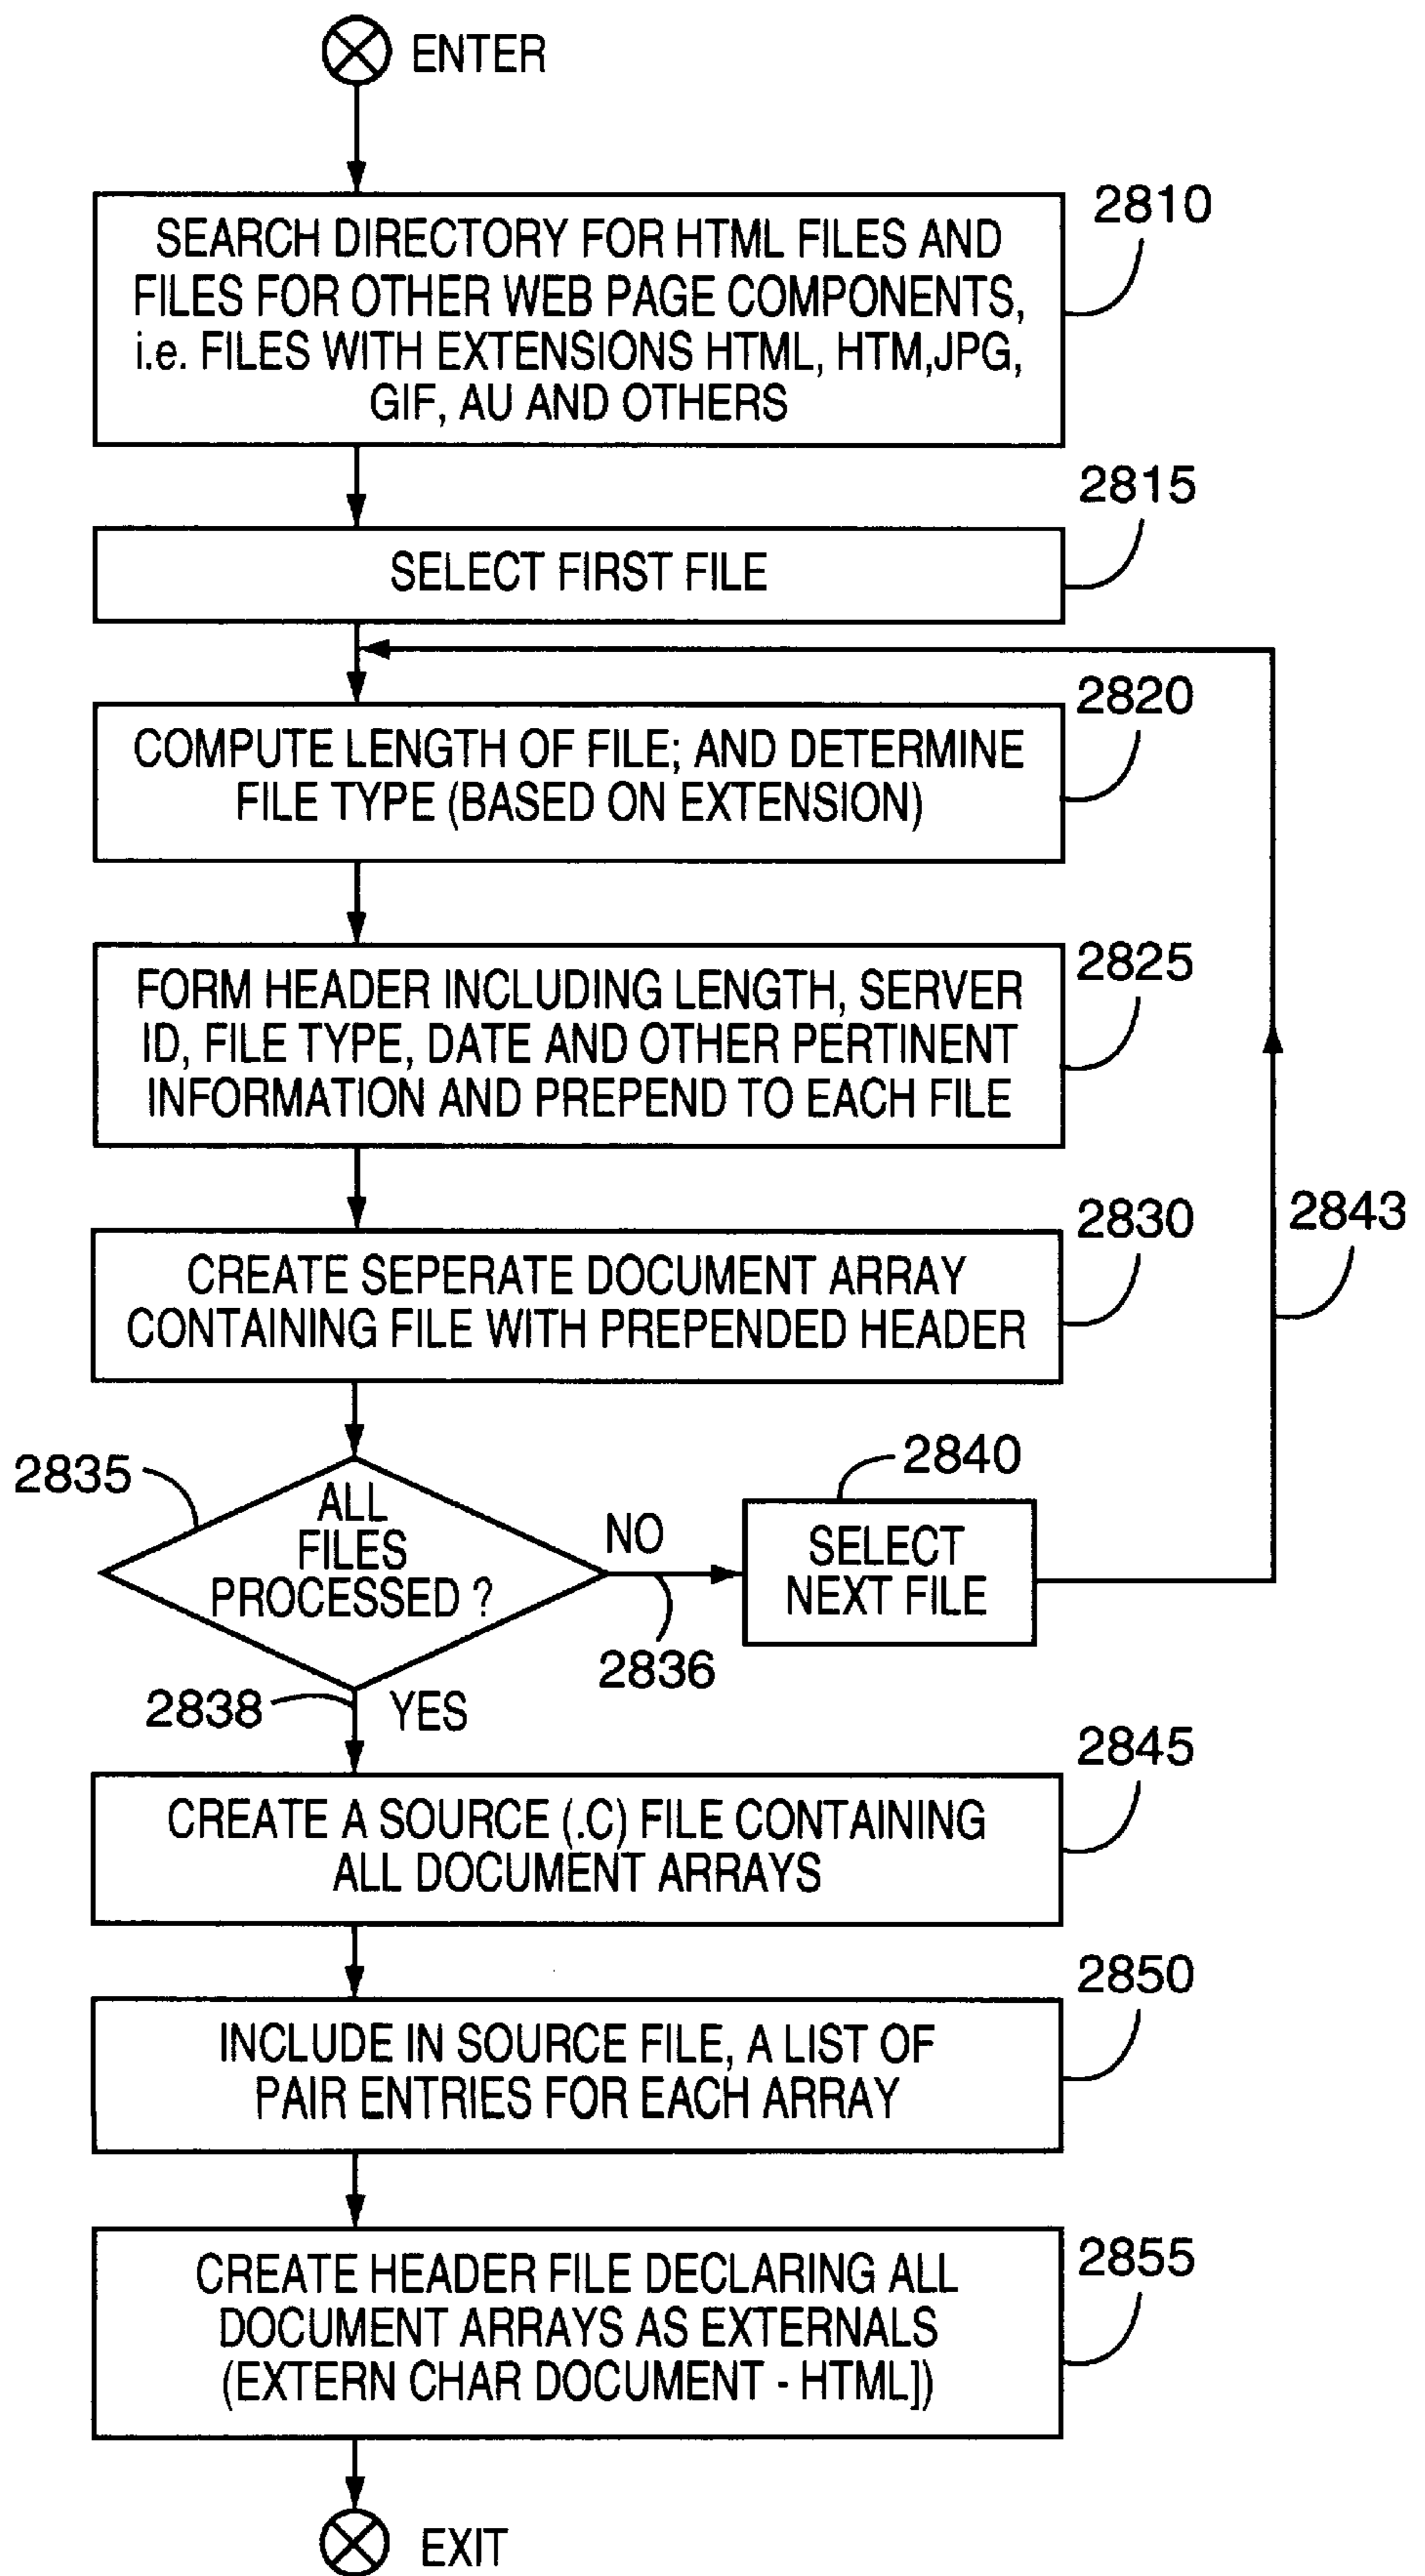 ENTER
2810
SEARCH DIRECTORY FOR HTML FILES AND
FILES FOR OTHER WEB PAGE COMPONENTS,
i.e. FILES WITH EXTENSIONS HTML, HTM,JPG,
GIF, AU AND OTHERS
2815
SELECT FIRST FILE
2820
COMPUTE LENGTH OF FILE; AND DETERMINE
FILE TYPE (BASED ON EXTENSION)
2825
FORM HEADER INCLUDING LENGTH, SERVER
ID, FILE TYPE, DATE AND OTHER PERTINENT
INFORMATION AND PREPEND TO EACH FILE
2830
2843
CREATE SEPERATE DOCUMENT ARRAY
CONTAINING FILE WITH PREPENDED HEADER
2835
ALL
FILES
PROCESSED ?
NO
2836
2840
SELECT
NEXT FILE
2838
YES
2845
CREATE A SOURCE (.C) FILE CONTAINING
ALL DOCUMENT ARRAYS
2850
INCLUDE IN SOURCE FILE, A LIST OF
PAIR ENTRIES FOR EACH ARRAY
2855
CREATE HEADER FILE DECLARING ALL
DOCUMENT ARRAYS AS EXTERNALS
(EXTERN CHAR DOCUMENT - HTML])
EXIT